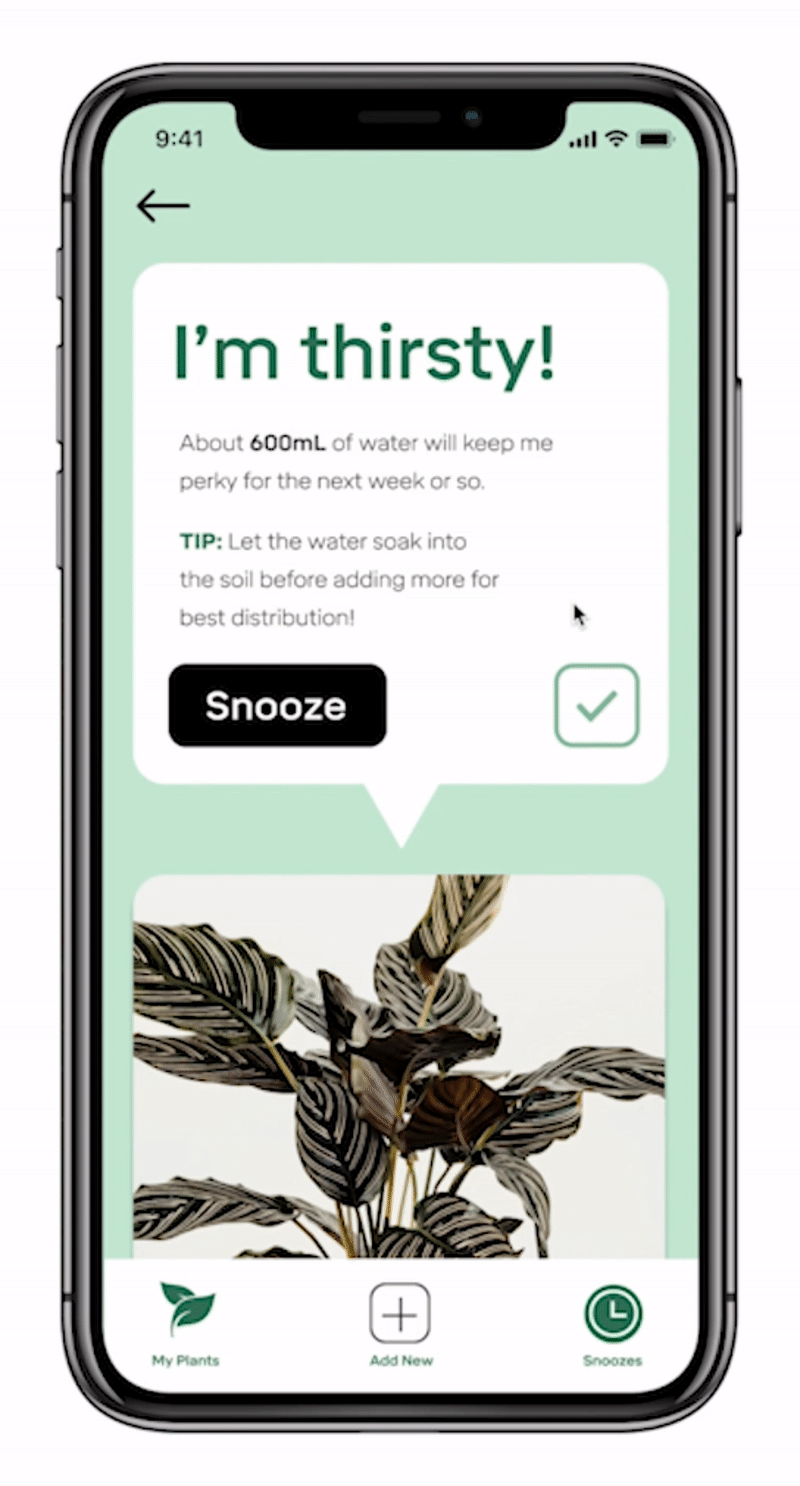 9:41
I'm thirsty!
About 600mL of water will keep me
perky for the next week or so.
TIP: Let the water soak into
the soil before adding more for
best distribution!
Snooze
My Plants
Add New
Snoozes